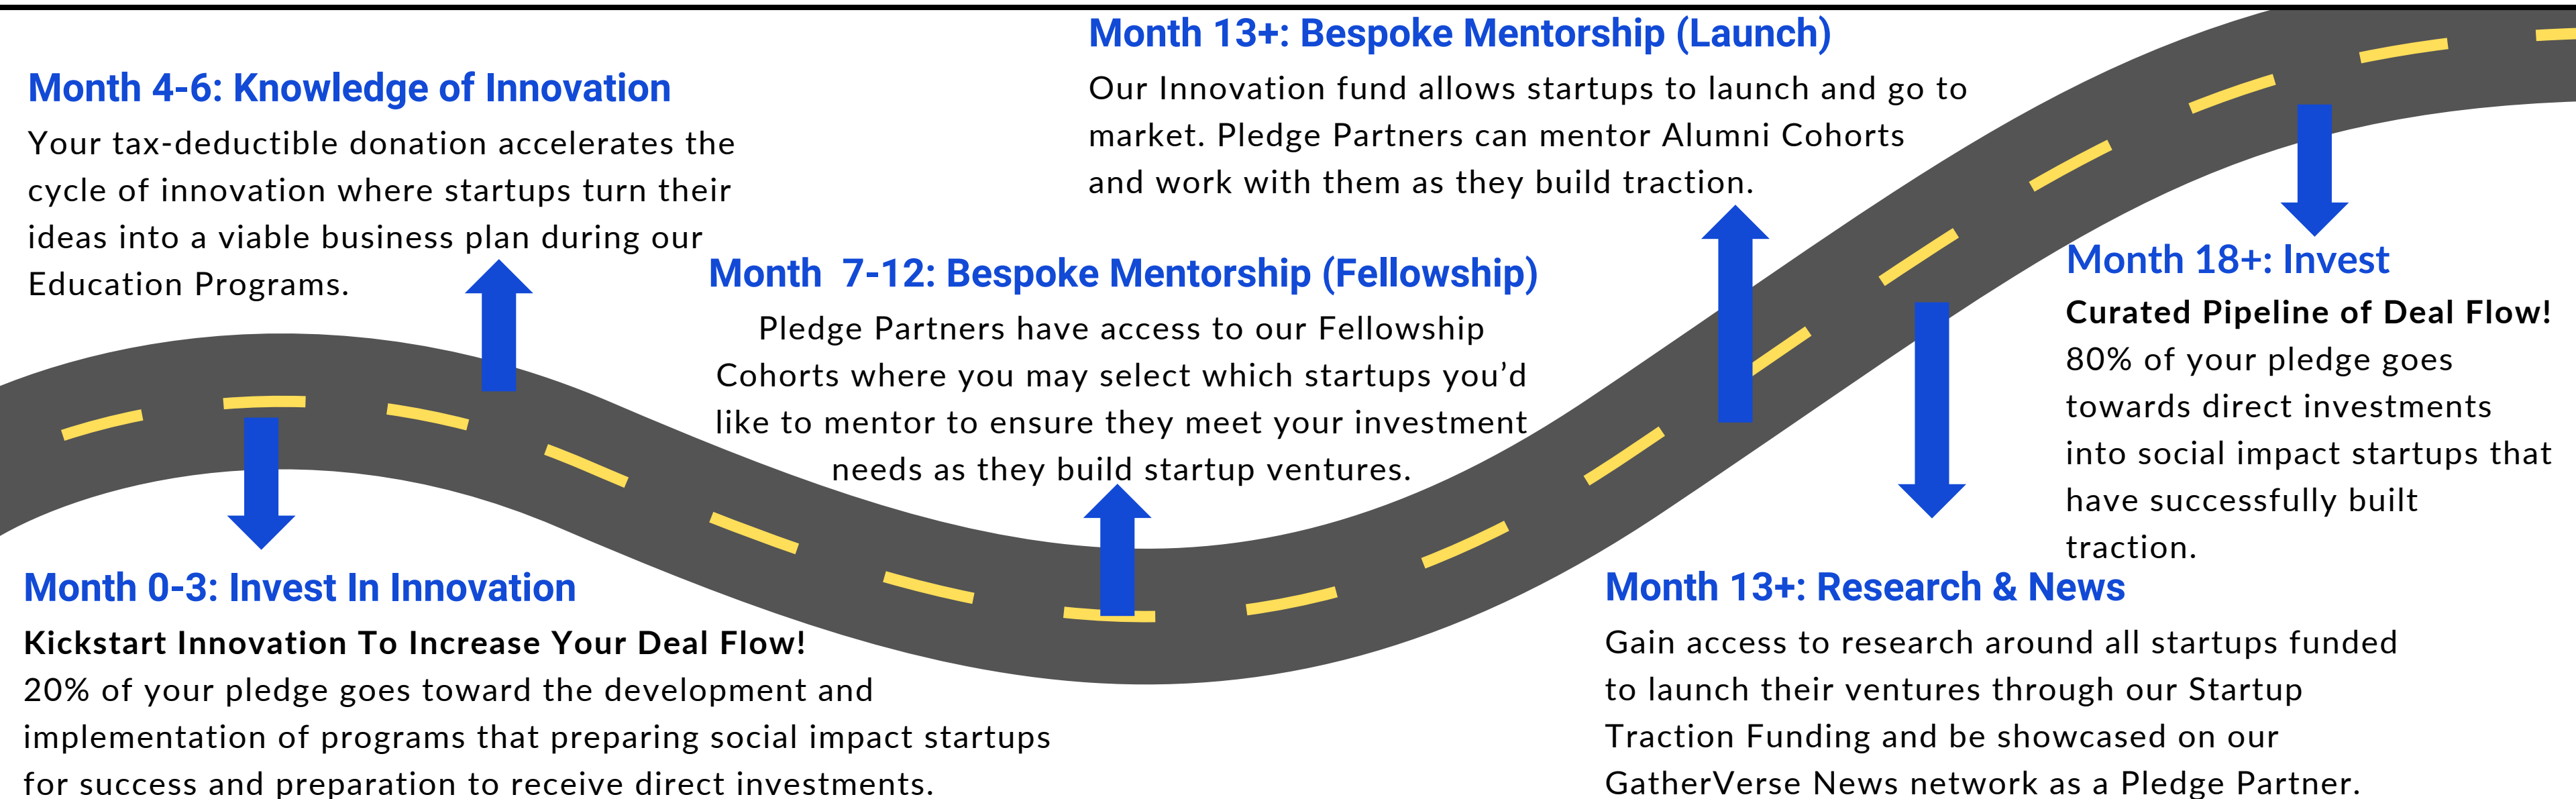 Month 13+: Bespoke Mentorship (Launch)
Our Innovation fund allows startups to launch and go to
market. Pledge Partners can mentor Alumni Cohorts
and work with them as they build traction.
Month 4-6: Knowledge of Innovation
Your tax-deductible donation accelerates the
cycle of innovation where startups turn their
ideas into a viable business plan during our
Education Programs.
Month 7-12: Bespoke Mentorship (Fellowship)
Pledge Partners have access to our Fellowship
Cohorts where you may select which startups you’d
like to mentor to ensure they meet your investment
needs as they build startup ventures.
Month 18+: Invest
Curated Pipeline of Deal Flow!
80% of your pledge goes
towards direct investments
into social impact startups that
have successfully built
traction.
Month 0-3: Invest In Innovation
Kickstart Innovation To Increase Your Deal Flow!
20% of your pledge goes toward the development and
implementation of programs that preparing social impact startups
for success and preparation to receive direct investments.
Month 13+: Research & News
Gain access to research around all startups funded
to launch their ventures through our Startup
Traction Funding and be showcased on our
GatherVerse News network as a Pledge Partner.